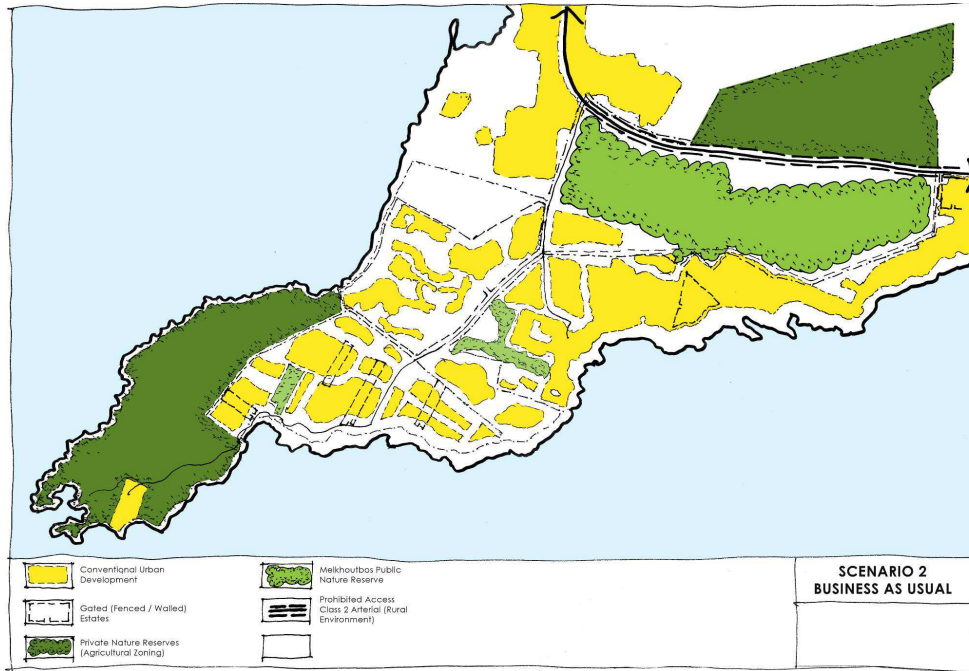 Conventional Urban
Development
Gated (Fenced / Walled)
Estates
Private Nature Reserves
(Agricultural Zoning)
Melkhoutbos Public
Nature Reserve
Prohibited Access
Class 2 Arterial (Rural
Environment)
SCENARIO 2
BUSINESS AS USUAL